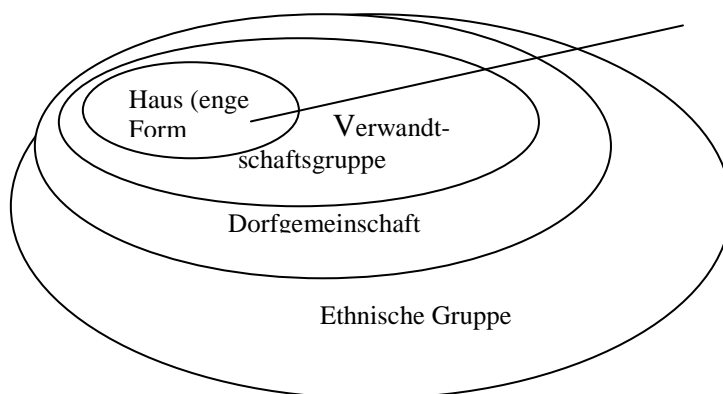 Haus (enge
Form
Verwandt-
schaftsgruppe
Dorfgemeinschaft
Ethnische Gruppe